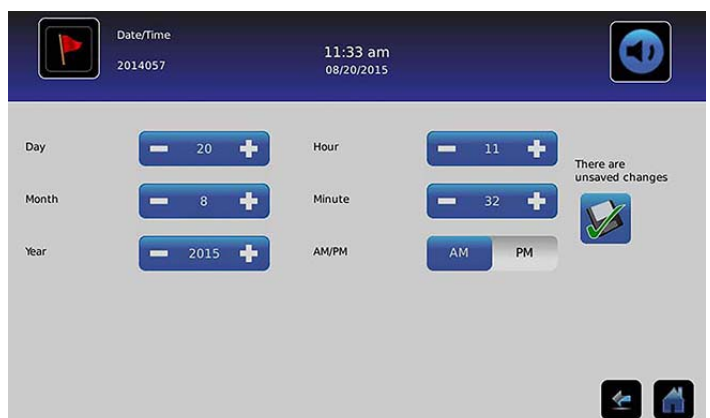 Date/Time
2014057
11:33 am
08/20/2015
Day
20
Hour
11
There are
unsaved changes
Month
8
Minute
32
Year
2015
AM/PM
AM
PM